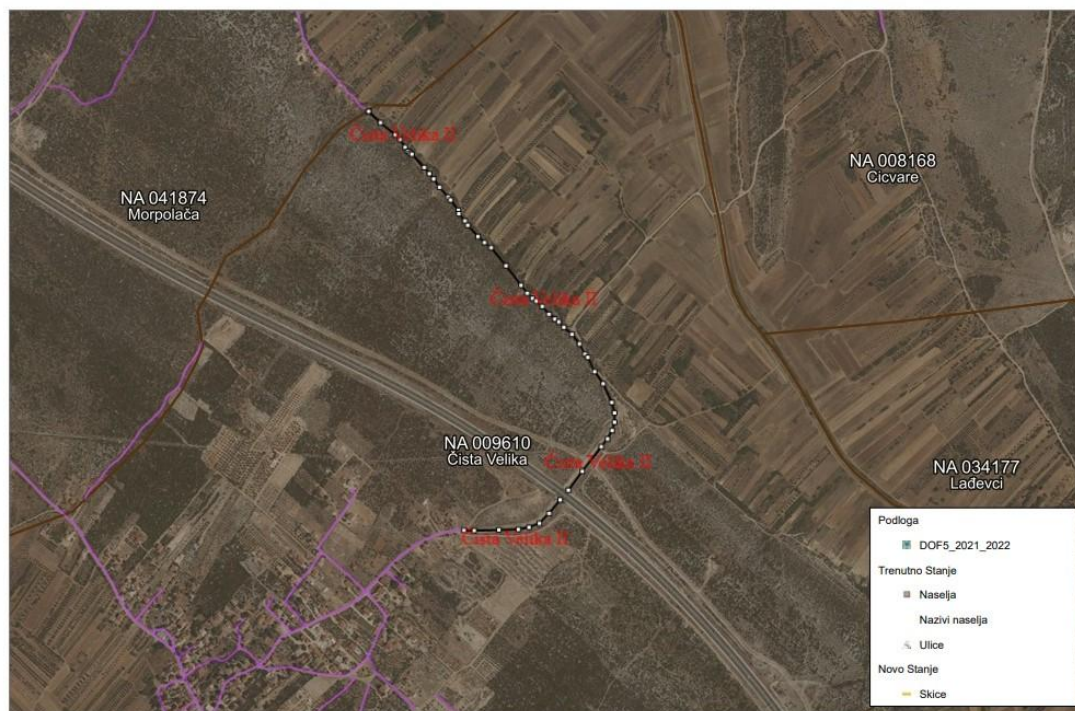 Čista Velika II
NA 008168
Cicvare
NA 041874
Morpolača
Čista Velika II
NA 009610
Čista Velika
Čista Velika II
NA 034177
Lađevci
Čista Velika II
Podloga
DOF5_2021_2022
Trenutno Stanje
Naselja
Nazivi naselja
Ulice
Novo Stanje
Skice